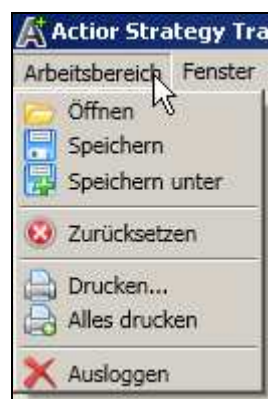 Actior Strategy Tra
Arbeitsbereich Fenster
Öffnen
Speichern
Speichern unter
Zurücksetzen
Drucken...
Alles drucken
Ausloggen